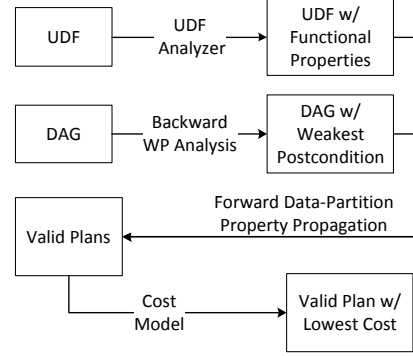 UDF
UDF
Analyzer
UDF w/
Functional
Properties
DAG
Backward
WP Analysis
DAG w/
Weakest
Postcondition
Forward Data-Partition
Property Propagation
Valid Plans
Cost
Model
Valid Plan w/
Lowest Cost